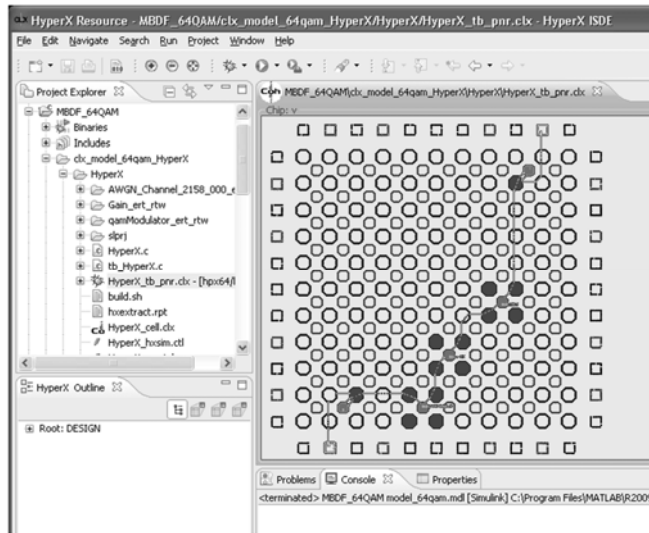 HyperX Resource - MBDF_64QAM/clx_model_64qam_HyperX/HyperX/HyperX_tb_pnr.clx - HyperX ISDE
File Edit Navigate Search Run Project Window Help
Project Explorer
MBDF_64QAM
Binaries
Includes
clx_model_64qam_HyperX
HyperX
AWGN_Channel_2158_000_e
Gain_ert_rtw
qamModulator_ert_rtw
slprj
HyperX.c
tb_HyperX.c
HyperX_tb_pnr.clx - [hpx64/l
build.sh
hxextract.rpt
HyperX_cell.clx
HyperX_hxsim.ctl
HyperX Outline
Root: DESIGN
MBDF_64QAM\clx_model_64qam_HyperX\HyperX\HyperX_tb_pnr.clx
Chip: v
Problems Console Properties
<terminated> MBDF_64QAM model_64qam.mdl [Simulink] C:\Program Files\MATLAB\R2009